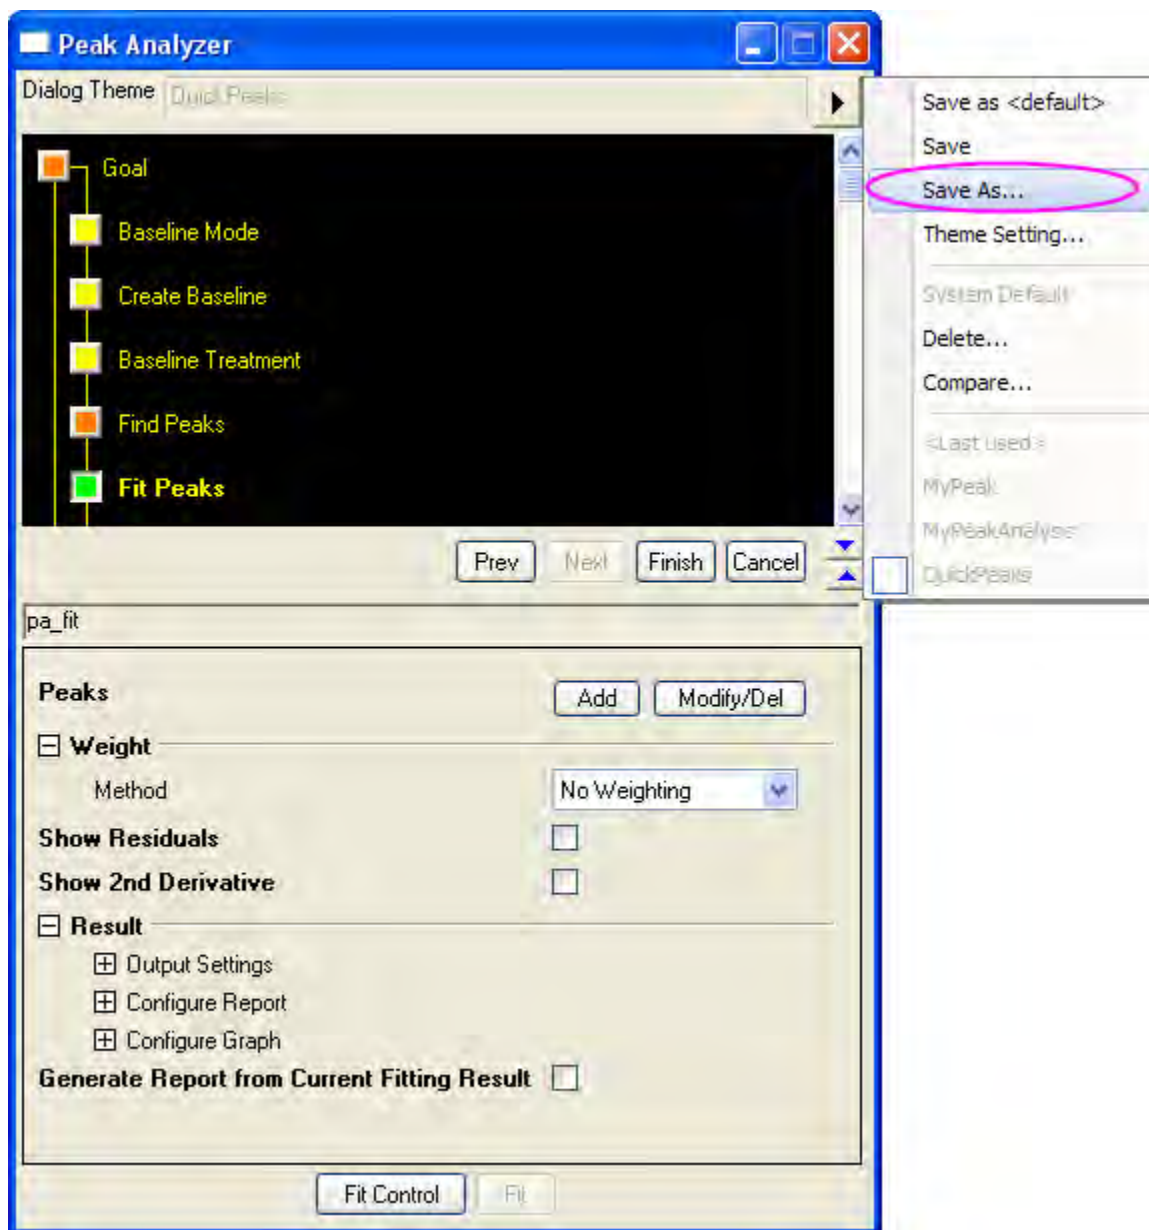 Peak Analyzer
Dialog Theme QuickPeaks
Save as <default>
Save
Save As...
Theme Setting...
System Default
Delete...
Compare...
<Last used>
MyPeak
MyPeakAnalysis
QuickPeaks
Goal
Baseline Mode
Create Baseline
Baseline Treatment
Find Peaks
Fit Peaks
Prev Next Finish Cancel
pa_fit
Peaks Add Modify/Del
Weight
Method No Weighting
Show Residuals
Show 2nd Derivative
Result
Output Settings
Configure Report
Configure Graph
Generate Report from Current Fitting Result
Fit Control Fit